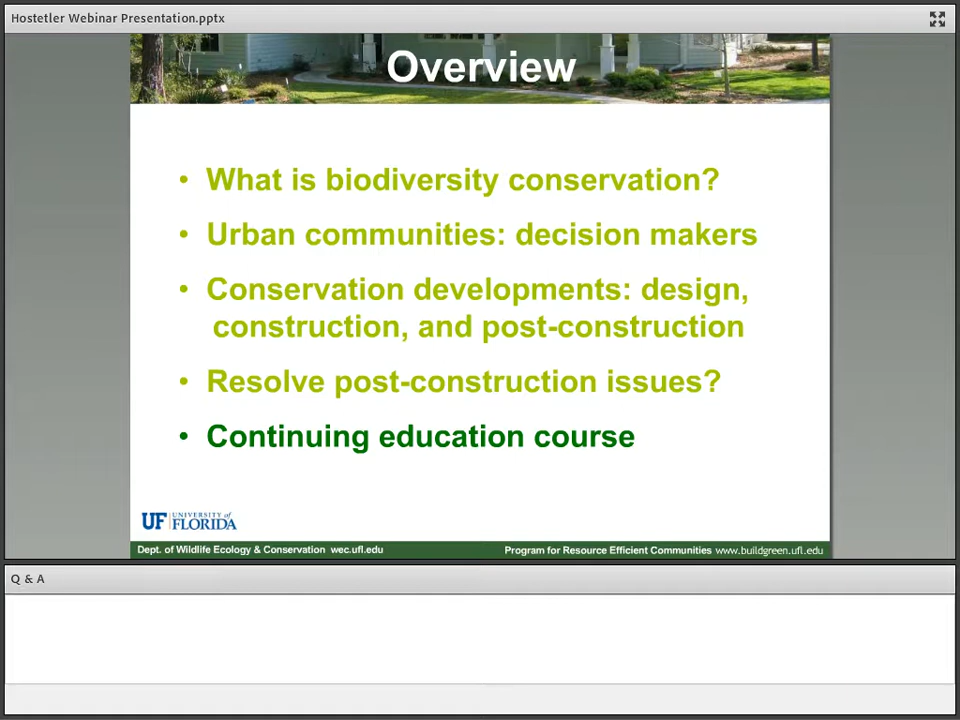 Hostetler Webinar Presentation.pptx
Overview
• What is biodiversity conservation?
• Urban communities: decision makers
• Conservation developments: design,
construction, and post-construction
• Resolve post-construction issues?
• Continuing education course
UF UNIVERSITY of
FLORIDA
Dept. of Wildlife Ecology & Conservation wec.ufl.edu
Program for Resource Efficient Communities www.buildgreen.ufl.edu
Q & A